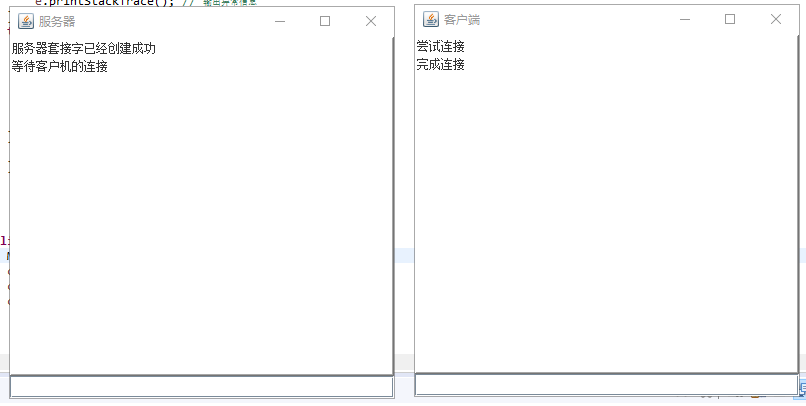 e.printStackTrace(); // 输出异常信息
服务器
服务器套接字已经创建成功
等待客户机的连接
客户端
尝试连接
完成连接